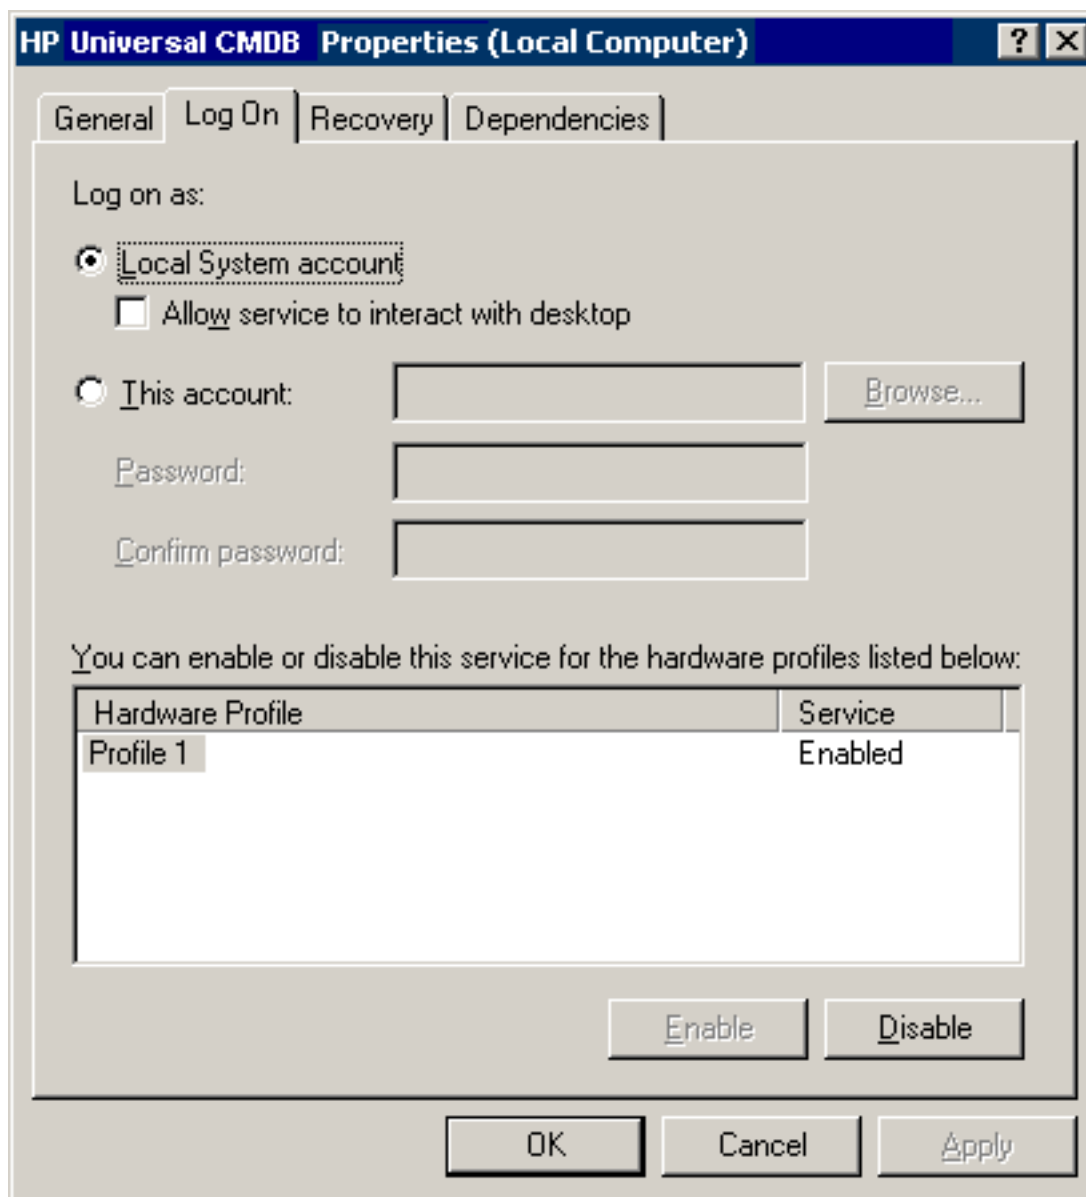 HP Universal CMDB Properties (Local Computer) ? X
General Log On Recovery Dependencies
Log on as:
Local System account
Allow service to interact with desktop
This account: Browse...
Password:
Confirm password:
You can enable or disable this service for the hardware profiles listed below:
Hardware Profile Service
Profile 1 Enabled
Enable Disable
OK Cancel Apply